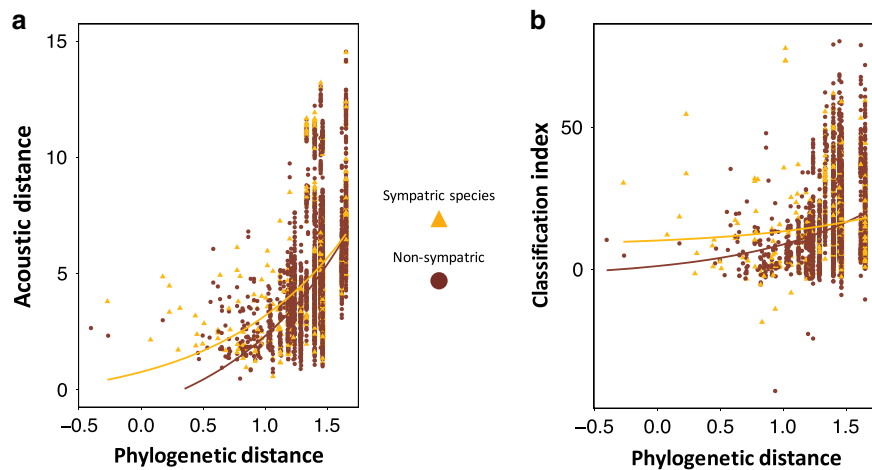 a
15
10
5
0
−0.5 0.0 0.5 1.0 1.5
Acoustic distance
Phylogenetic distance
Sympatric species
Non-sympatric
b
50
0
−0.5 0.0 0.5 1.0 1.5
Classification index
Phylogenetic distance